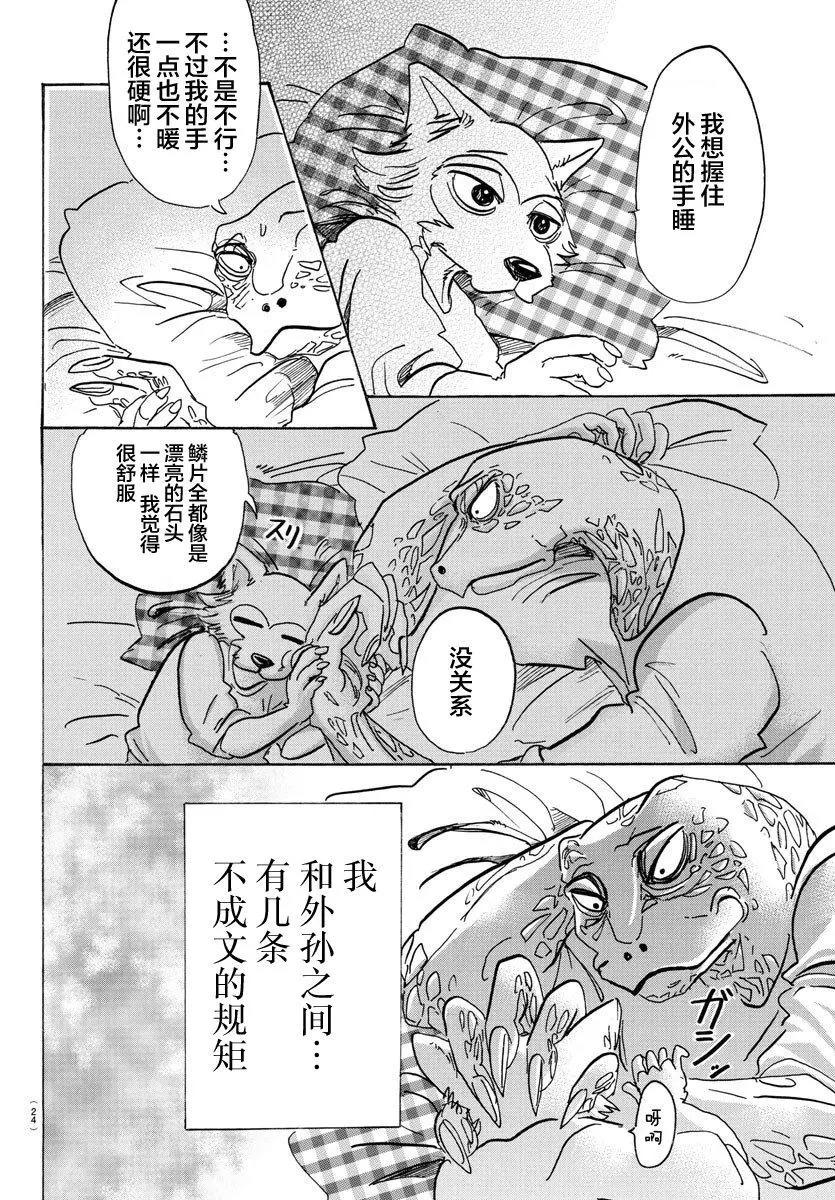 我想握住
外公的手睡
…不是不行…
不过我的手
一点也不暖
还很硬啊…
鳞片全都像是
漂亮的石头
一样 我觉得
很舒服
スリ
没关系
我
和外孙之间…
有几条
不成文的规矩
ガシッ
呀啊
(24)